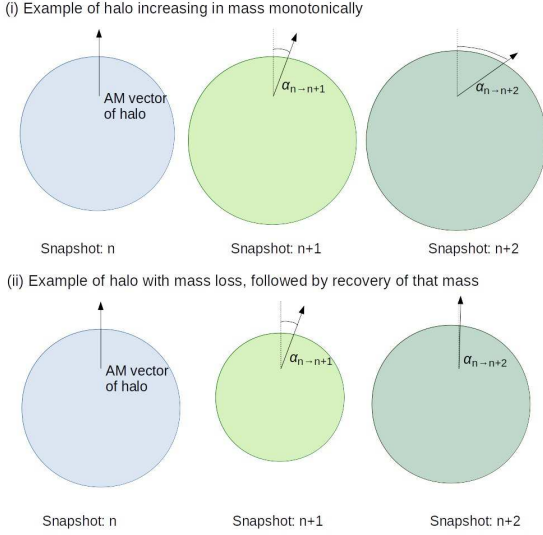 (i) Example of halo increasing in mass monotonically
AM vector
of halo
αn→n+1
αn→n+2
Snapshot: n
Snapshot: n+1
Snapshot: n+2
(ii) Example of halo with mass loss, followed by recovery of that mass
AM vector
of halo
αn→n+1
αn→n+2
Snapshot: n
Snapshot: n+1
Snapshot: n+2